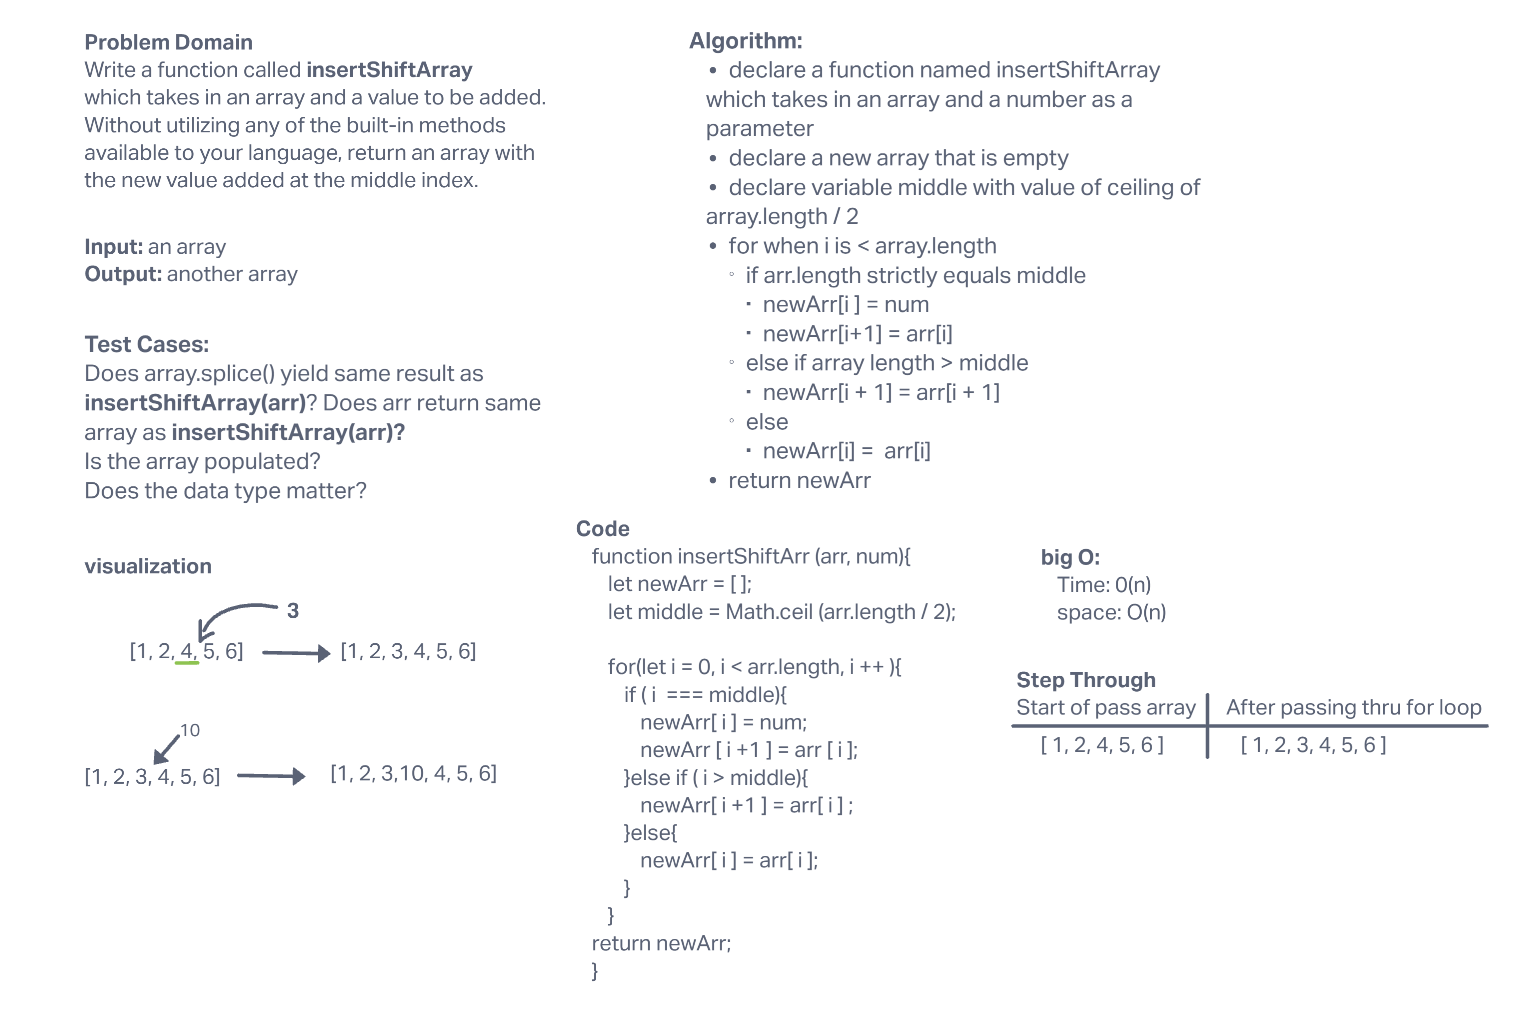 Problem Domain
Write a function called insertShiftArray
which takes in an array and a value to be added.
Without utilizing any of the built-in methods
available to your language, return an array with
the new value added at the middle index.
Input: an array
Output: another array
Test Cases:
Does array.splice() yield same result as
insertShiftArray(arr)? Does arr return same
array as insertShiftArray(arr)?
Is the array populated?
Does the data type matter?
visualization
3
[1, 2, 4, 5, 6]
[1, 2, 3, 4, 5, 6]
10
[1, 2, 3, 4, 5, 6]
[1, 2, 3,10, 4, 5, 6]
Algorithm:
• declare a function named insertShiftArray
which takes in an array and a number as a
parameter
• declare a new array that is empty
• declare variable middle with value of ceiling of
array.length / 2
• for when i is < array.length
◦ if arr.length strictly equals middle
▪ newArr[i ] = num
▪ newArr[i+1] = arr[i]
◦ else if array length > middle
▪ newArr[i + 1] = arr[i + 1]
◦ else
▪ newArr[i] =  arr[i]
• return newArr
Code
function insertShiftArr (arr, num){
let newArr = [ ];
let middle = Math.ceil (arr.length / 2);
for(let i = 0, i < arr.length, i ++ ){
if ( i  === middle){
newArr[ i ] = num;
newArr [ i +1 ] = arr [ i ];
}else if ( i > middle){
newArr[ i +1 ] = arr[ i ] ;
}else{
newArr[ i ] = arr[ i ];
}
}
return newArr;
}
big O:
Time: 0(n)
space: O(n)
Step Through
Start of pass array
After passing thru for loop
[ 1, 2, 4, 5, 6 ]
[ 1, 2, 3, 4, 5, 6 ]